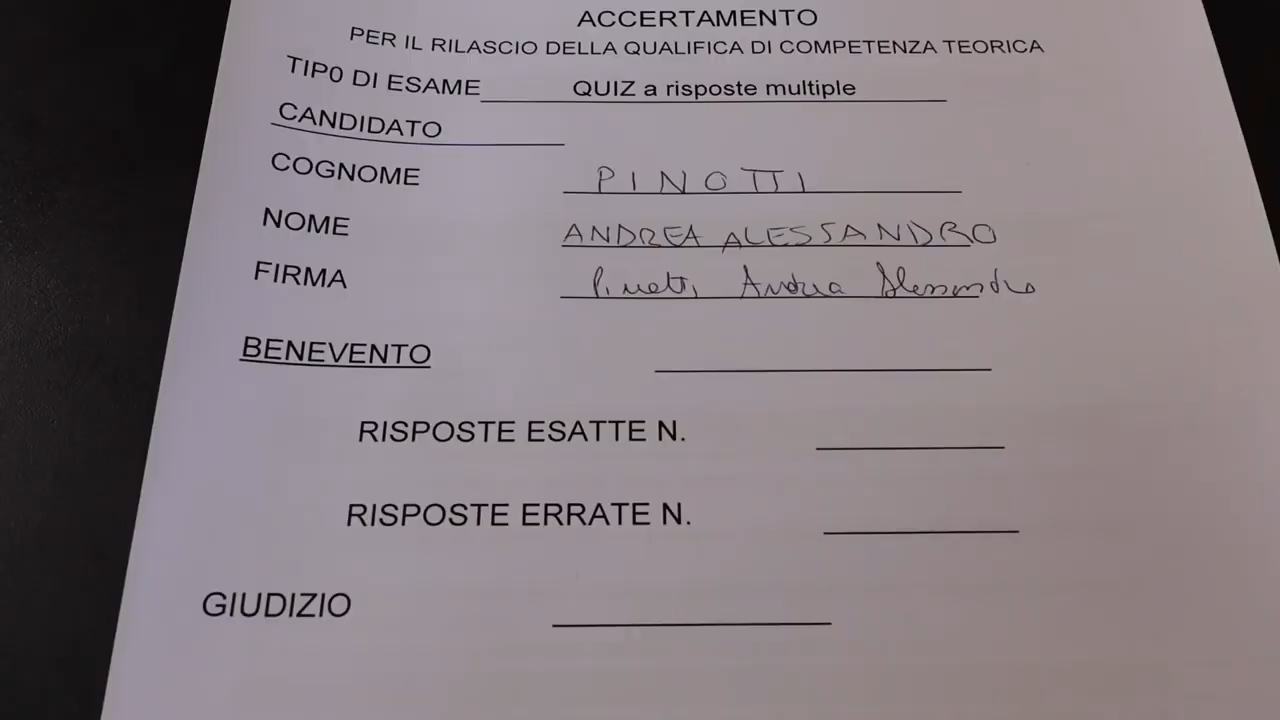 ACCERTAMENTO
PER IL RILASCIO DELLA QUALIFICA DI COMPETENZA TEORICA
TIP0 DI ESAME QUIZ a risposte multiple
CANDIDATO
COGNOME PINOTTI
NOME ANDREA ALESSANDRO
FIRMA Pinotti Andrea Alessandro
BENEVENTO
RISPOSTE ESATTE N.
RISPOSTE ERRATE N.
GIUDIZIO